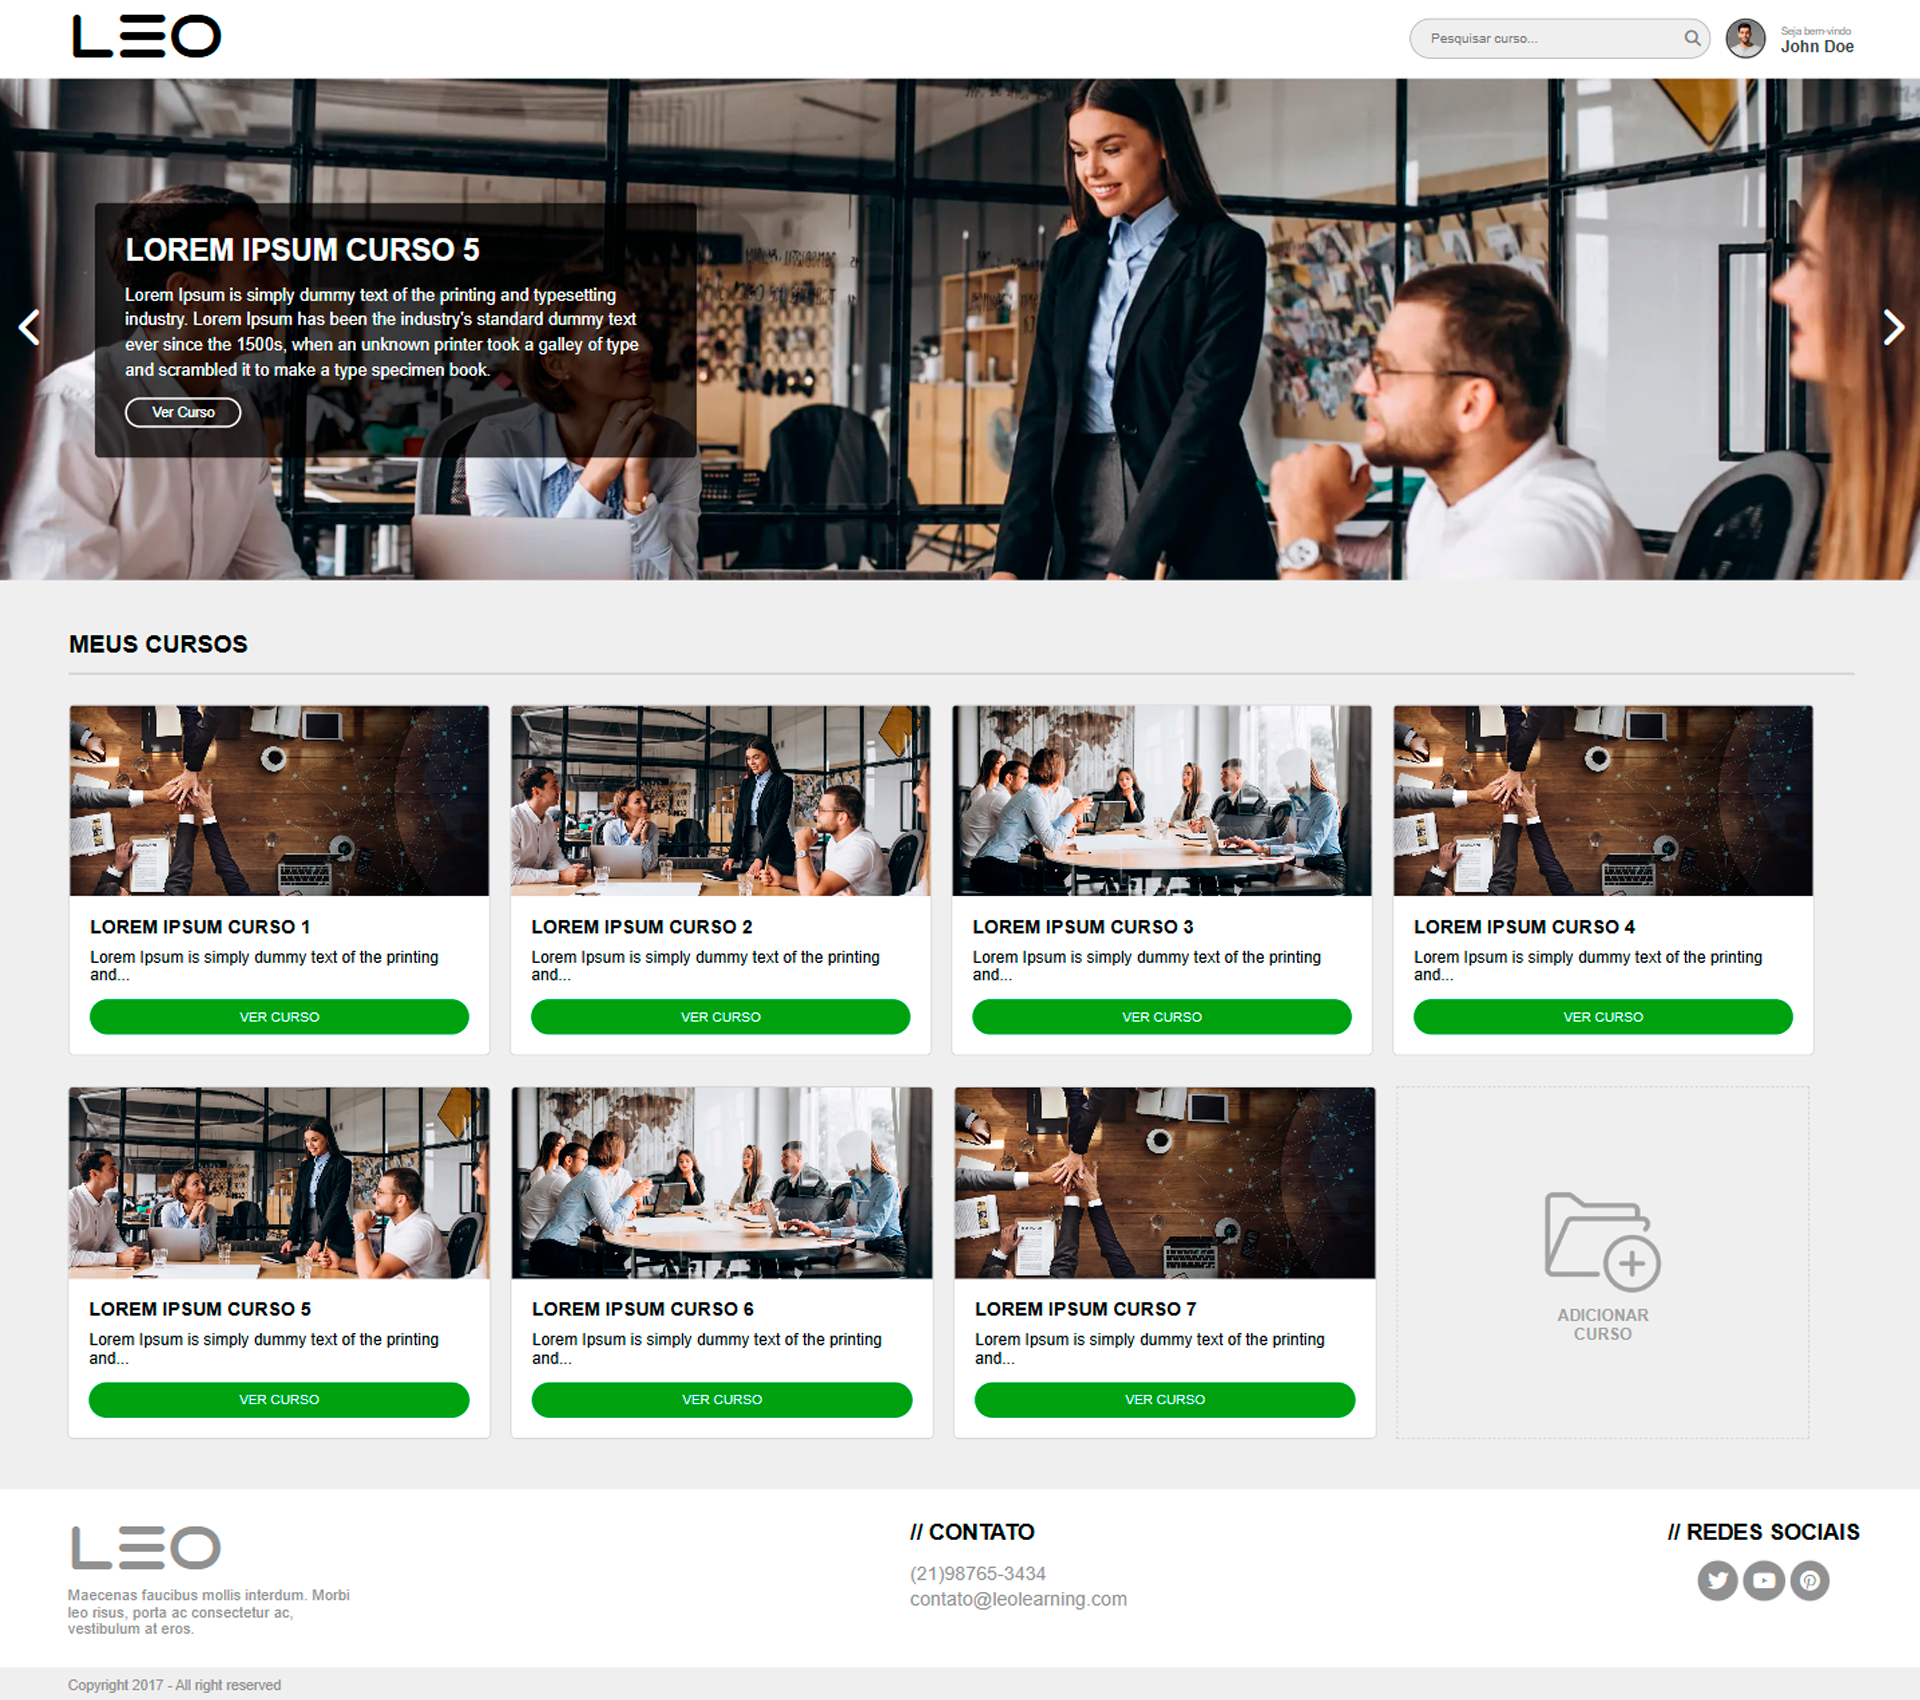 LEO
Pesquisar curso...
Seja bem-vindo
John Doe
LOREM IPSUM CURSO 5
Lorem Ipsum is simply dummy text of the printing and typesetting
industry. Lorem Ipsum has been the industry's standard dummy text
ever since the 1500s, when an unknown printer took a galley of type
and scrambled it to make a type specimen book.
Ver Curso
MEUS CURSOS
LOREM IPSUM CURSO 1
Lorem Ipsum is simply dummy text of the printing
and...
VER CURSO
LOREM IPSUM CURSO 2
Lorem Ipsum is simply dummy text of the printing
and...
VER CURSO
LOREM IPSUM CURSO 3
Lorem Ipsum is simply dummy text of the printing
and...
VER CURSO
LOREM IPSUM CURSO 4
Lorem Ipsum is simply dummy text of the printing
and...
VER CURSO
LOREM IPSUM CURSO 5
Lorem Ipsum is simply dummy text of the printing
and...
VER CURSO
LOREM IPSUM CURSO 6
Lorem Ipsum is simply dummy text of the printing
and...
VER CURSO
LOREM IPSUM CURSO 7
Lorem Ipsum is simply dummy text of the printing
and...
VER CURSO
ADICIONAR
CURSO
LEO
Maecenas faucibus mollis interdum. Morbi
leo risus, porta ac consectetur ac,
vestibulum at eros.
// CONTATO
(21)98765-3434
contato@leolearning.com
// REDES SOCIAIS
Copyright 2017 - All right reserved